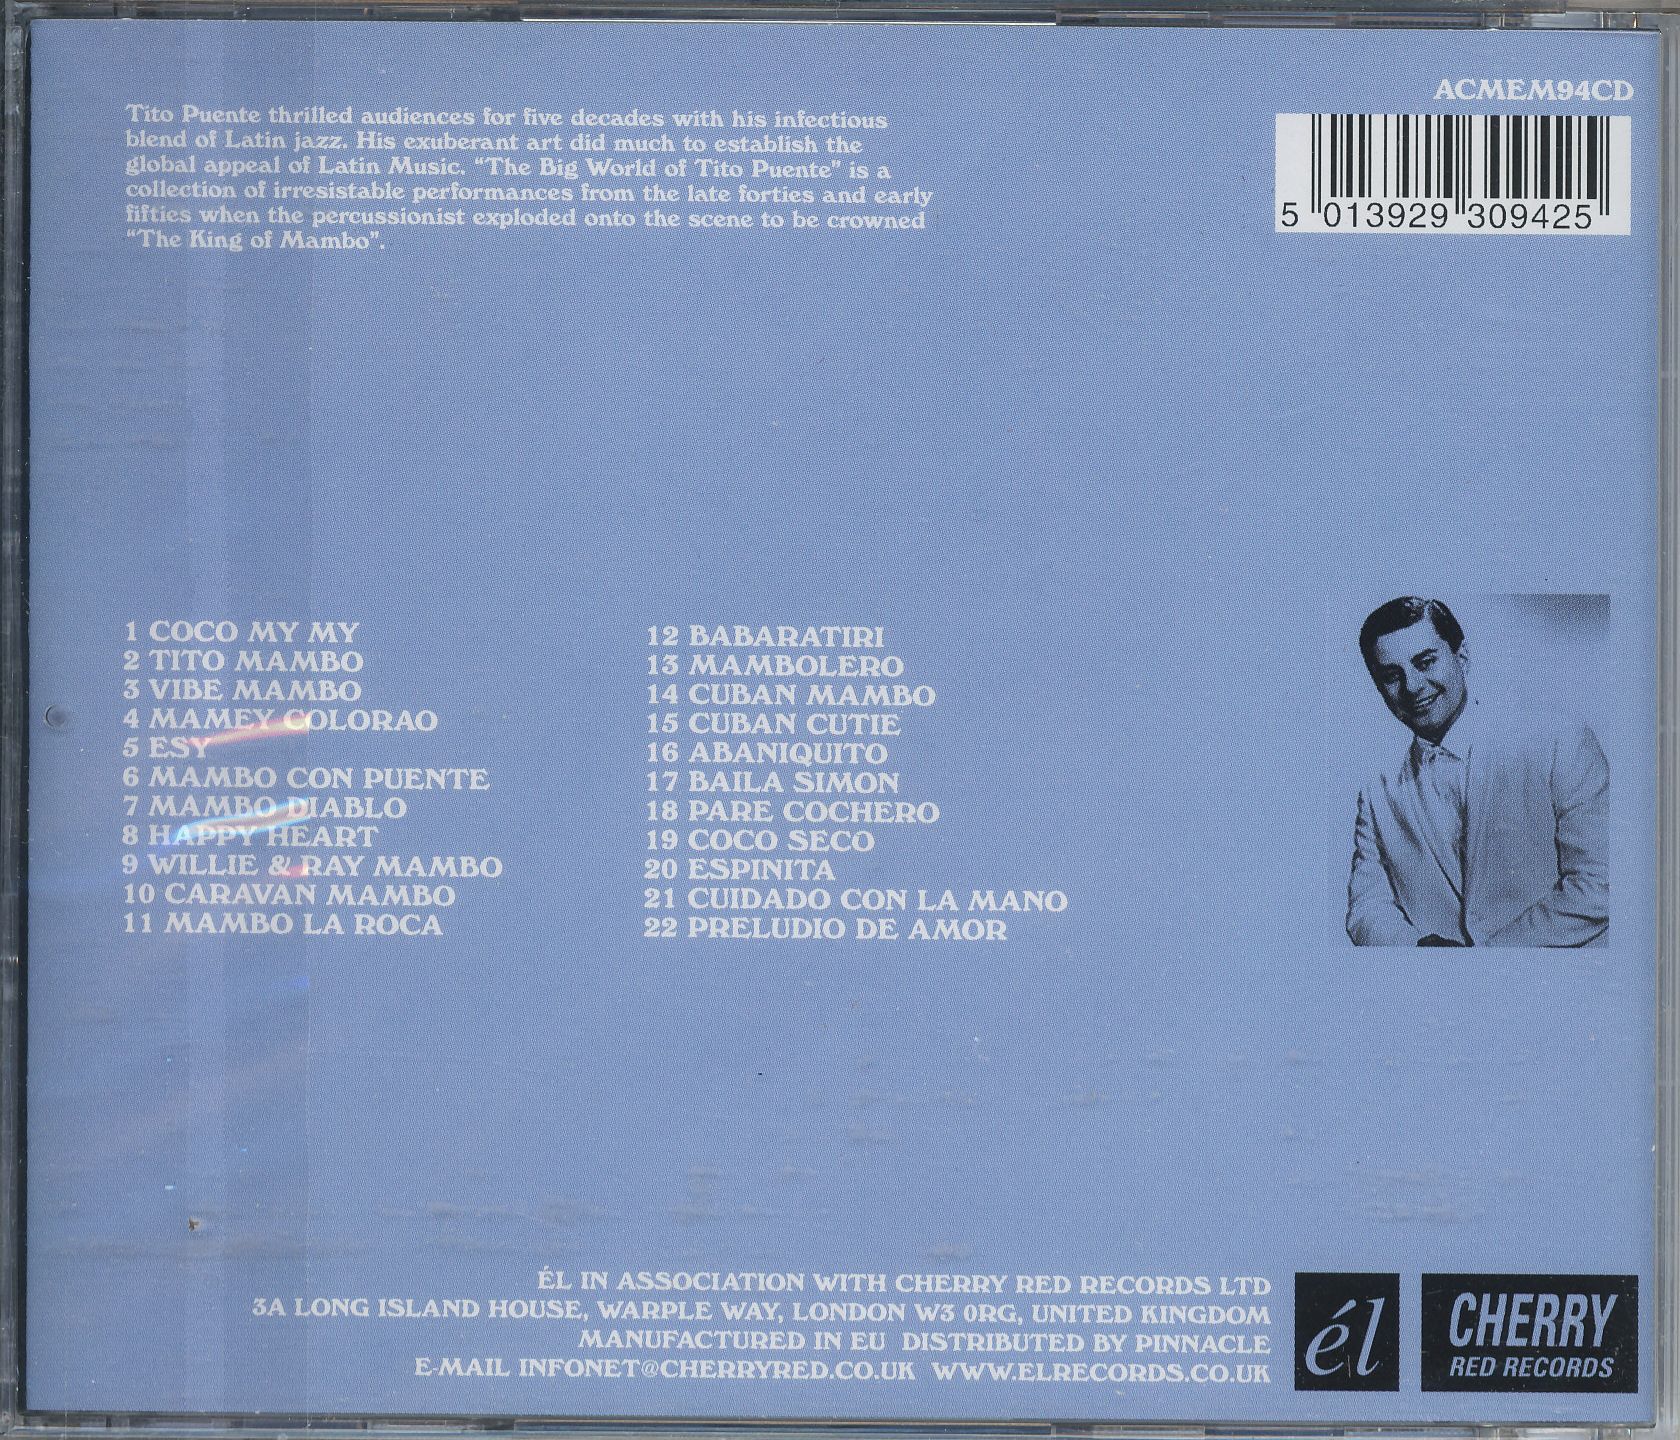 ACMEM94CD
Tito Puente thrilled audiences for five decades with his infectious
blend of Latin jazz. His exuberant art did much to establish the
global appeal of Latin Music. “The Big World of Tito Puente” is a
collection of irresistable performances from the late forties and early
fifties when the percussionist exploded onto the scene to be crowned
“The King of Mambo”.
5 013929 309425
1 COCO MY MY
2 TITO MAMBO
3 VIBE MAMBO
4 MAMEY COLORAO
5 ESY
6 MAMBO CON PUENTE
7 MAMBO DIABLO
8 HAPPY HEART
9 WILLIE & RAY MAMBO
10 CARAVAN MAMBO
11 MAMBO LA ROCA
12 BABARATIRI
13 MAMBOLERO
14 CUBAN MAMBO
15 CUBAN CUTIE
16 ABANIQUITO
17 BAILA SIMON
18 PARE COCHERO
19 COCO SECO
20 ESPINITA
21 CUIDADO CON LA MANO
22 PRELUDIO DE AMOR
ÉL IN ASSOCIATION WITH CHERRY RED RECORDS LTD
3A LONG ISLAND HOUSE, WARPLE WAY, LONDON W3 0RG, UNITED KINGDOM
MANUFACTURED IN EU DISTRIBUTED BY PINNACLE
E-MAIL INFONET@CHERRYRED.CO.UK WWW.ELRECORDS.CO.UK
él
CHERRY
RED RECORDS